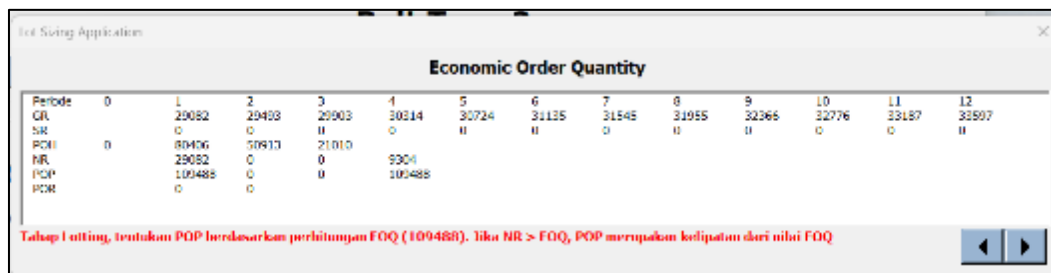 Lot Sizing Application
Economic Order Quantity
Periode 0 1 2 3 4 5 6 7 8 9 10 11 12
GR 29082 29493 29903 30314 30724 31135 31545 31955 32366 32776 33187 33597
SR 0 0 0 0 0 0 0 0 0 0 0 0
POH 0 80406 50913 21010
NR 29082 0 0 9304
POP 109488 0 0 109488
POR 0 0
Tahap Lotting, tentukan POP berdasarkan perhitungan EOQ (109488). Jika NR > EOQ, POP merupakan kelipatan dari nilai EOQ